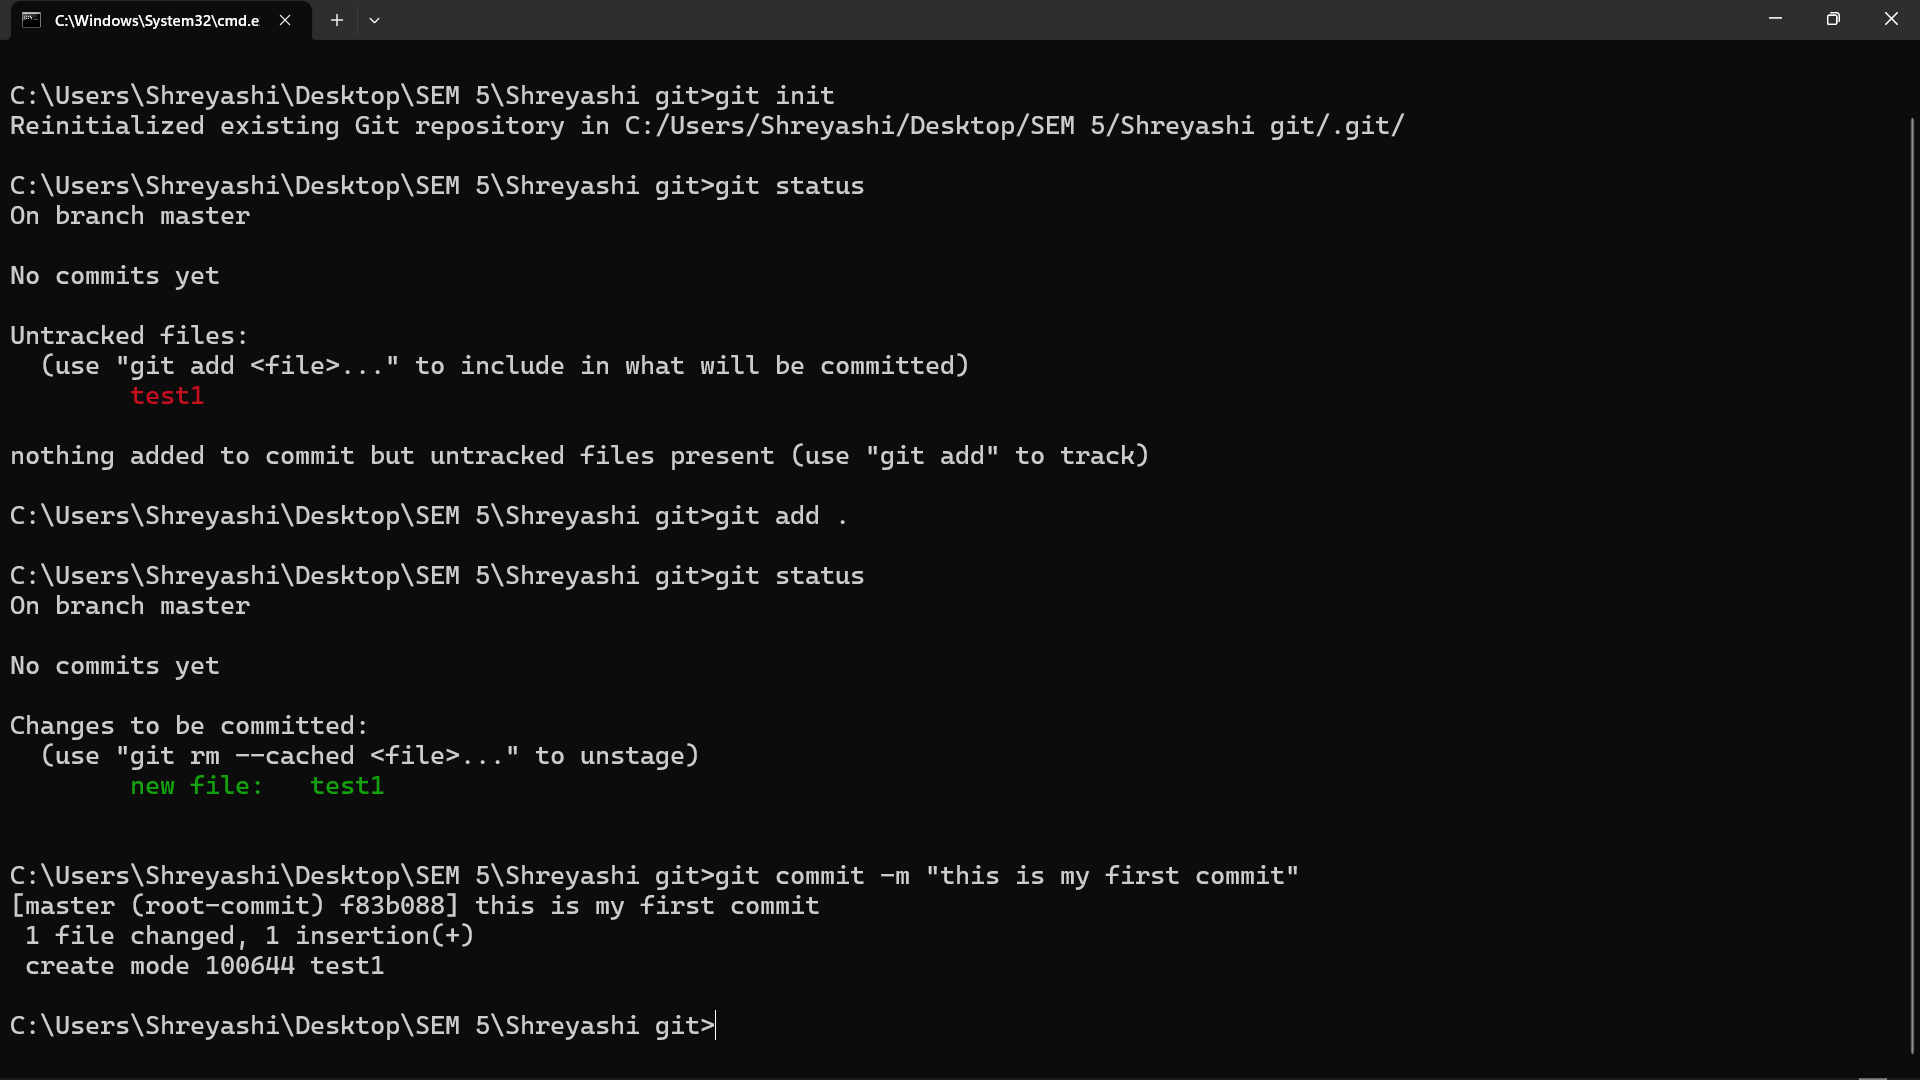 C:\Windows\System32\cmd.e
C:\Users\Shreyashi\Desktop\SEM 5\Shreyashi git>git init
Reinitialized existing Git repository in C:/Users/Shreyashi/Desktop/SEM 5/Shreyashi git/.git/
C:\Users\Shreyashi\Desktop\SEM 5\Shreyashi git>git status
On branch master
No commits yet
Untracked files:
  (use "git add <file>..." to include in what will be committed)
        test1
nothing added to commit but untracked files present (use "git add" to track)
C:\Users\Shreyashi\Desktop\SEM 5\Shreyashi git>git add .
C:\Users\Shreyashi\Desktop\SEM 5\Shreyashi git>git status
On branch master
No commits yet
Changes to be committed:
  (use "git rm --cached <file>..." to unstage)
        new file:   test1
C:\Users\Shreyashi\Desktop\SEM 5\Shreyashi git>git commit -m "this is my first commit"
[master (root-commit) f83b088] this is my first commit
 1 file changed, 1 insertion(+)
 create mode 100644 test1
C:\Users\Shreyashi\Desktop\SEM 5\Shreyashi git>